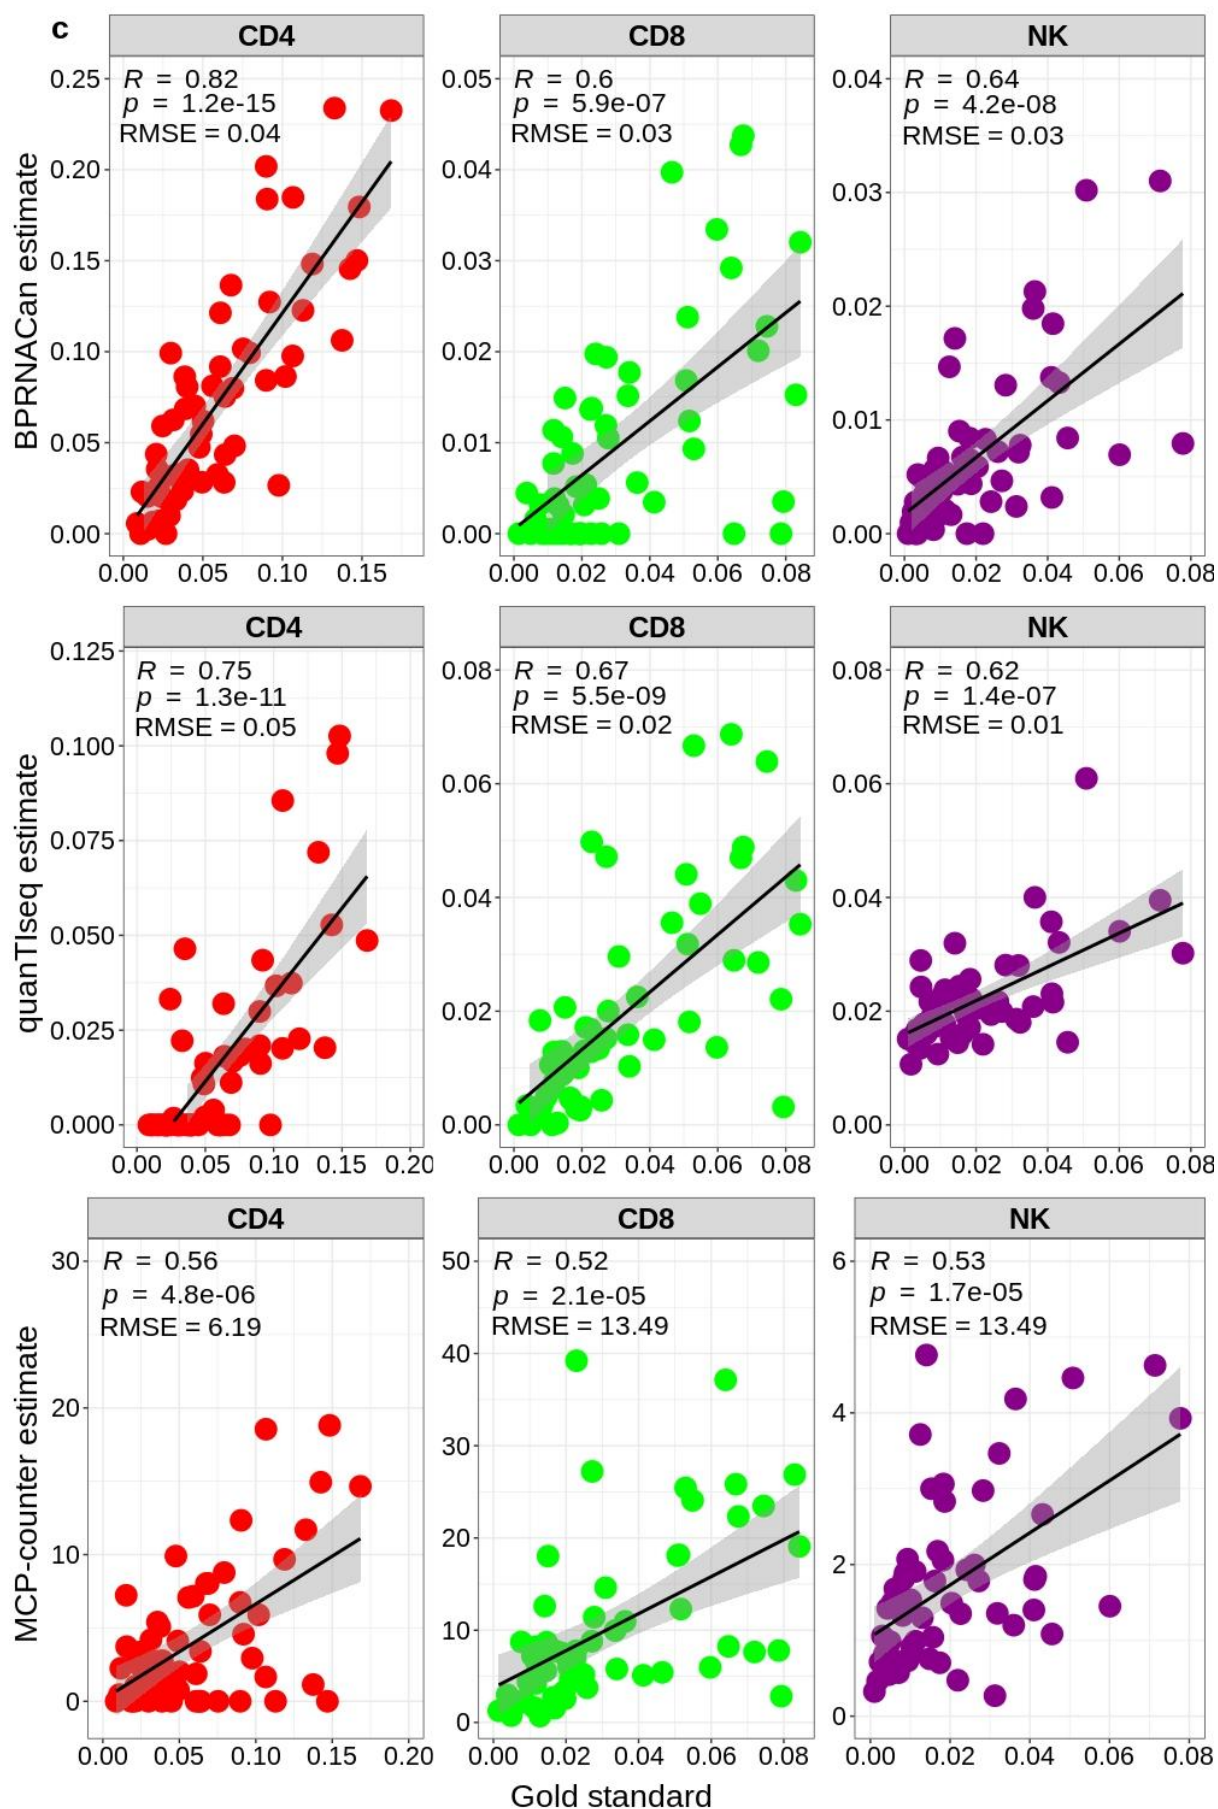 c
CD4
CD8
NK
R = 0.82
p = 1.2e-15
RMSE = 0.04
R = 0.6
p = 5.9e-07
RMSE = 0.03
R = 0.64
p = 4.2e-08
RMSE = 0.03
BPRNACan estimate
0.25
0.20
0.15
0.10
0.05
0.00
0.05
0.04
0.03
0.02
0.01
0.00
0.04
0.03
0.02
0.01
0.00
0.00 0.05 0.10 0.15
0.00 0.02 0.04 0.06 0.08
0.00 0.02 0.04 0.06 0.08
CD4
CD8
NK
R = 0.75
p = 1.3e-11
RMSE = 0.05
R = 0.67
p = 5.5e-09
RMSE = 0.02
R = 0.62
p = 1.4e-07
RMSE = 0.01
quanTIseq estimate
0.125
0.100
0.075
0.050
0.025
0.000
0.08
0.06
0.04
0.02
0.00
0.08
0.06
0.04
0.02
0.00
0.00 0.05 0.10 0.15 0.20
0.00 0.02 0.04 0.06 0.08
0.00 0.02 0.04 0.06 0.08
CD4
CD8
NK
R = 0.56
p = 4.8e-06
RMSE = 6.19
R = 0.52
p = 2.1e-05
RMSE = 13.49
R = 0.53
p = 1.7e-05
RMSE = 13.49
MCP-counter estimate
30
20
10
0
50
40
30
20
10
0
6
4
2
0
0.00 0.05 0.10 0.15 0.20
0.00 0.02 0.04 0.06 0.08
0.00 0.02 0.04 0.06 0.08
Gold standard